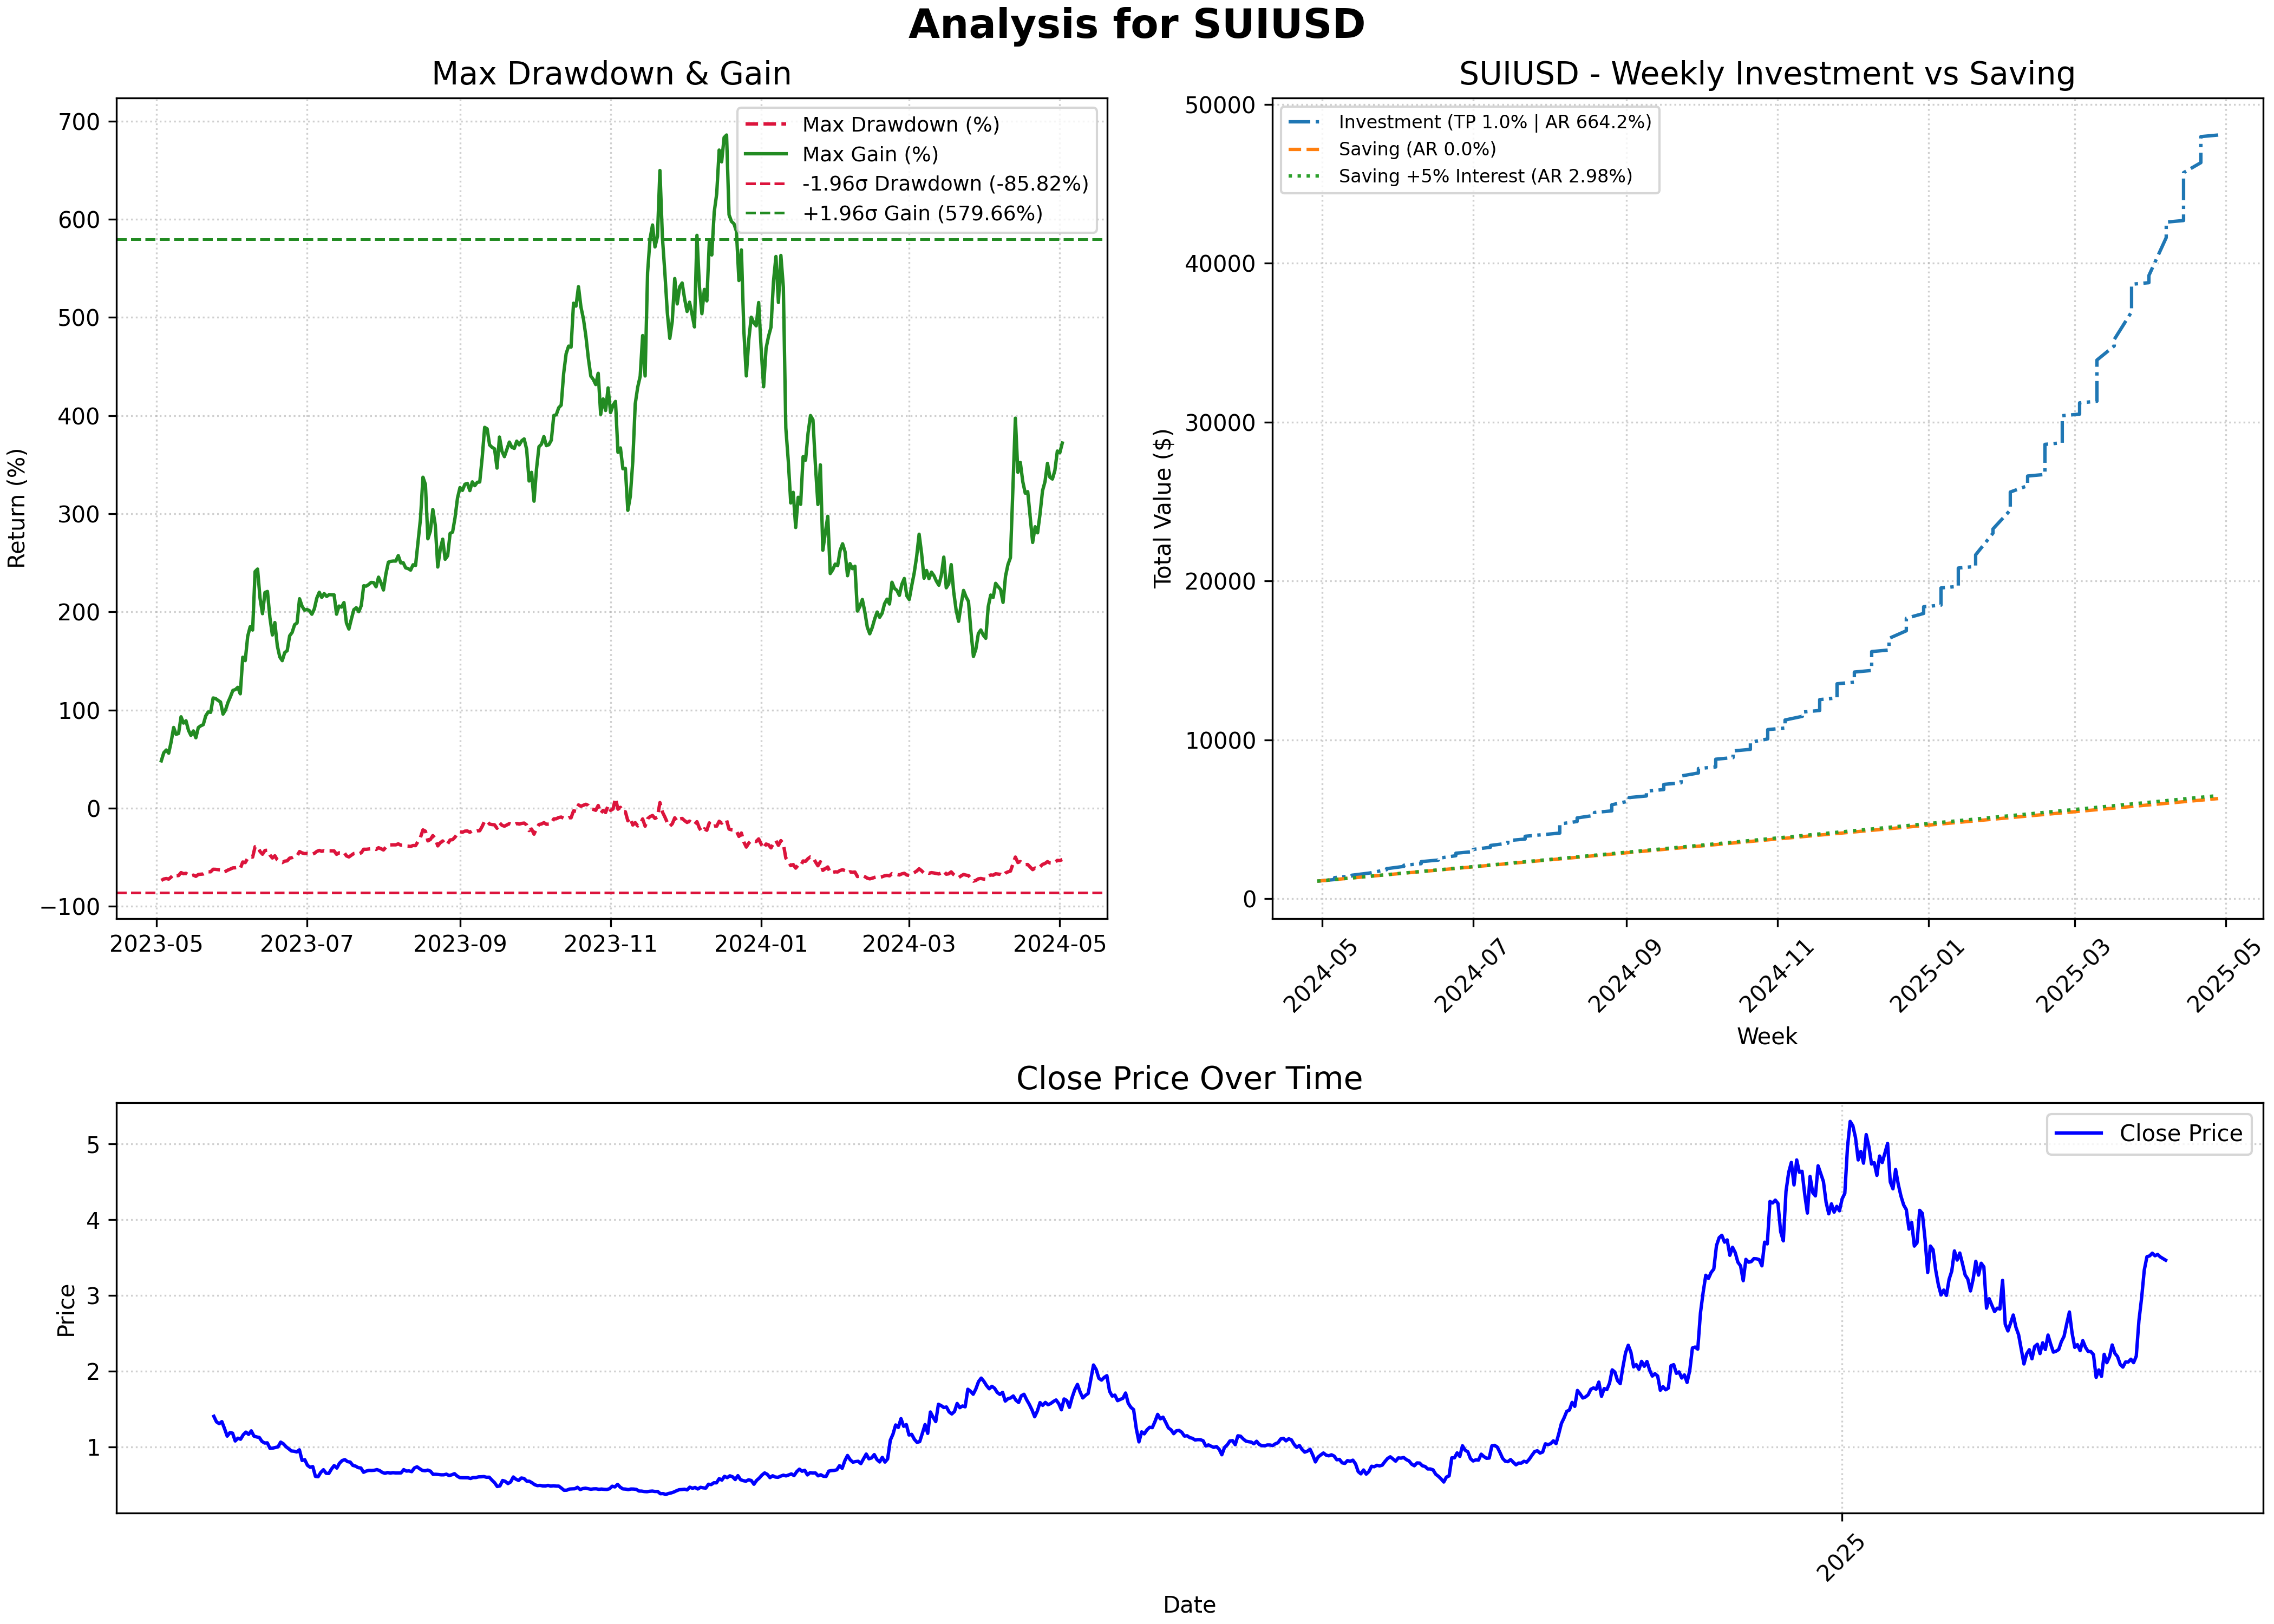 Analysis for SUIUSD
Max Drawdown & Gain
700
600
500
400
300
200
100
0
−100
Return (%)
Max Drawdown (%)
Max Gain (%)
-1.96σ Drawdown (-85.82%)
+1.96σ Gain (579.66%)
2023-05
2023-07
2023-09
2023-11
2024-01
2024-03
2024-05
SUIUSD - Weekly Investment vs Saving
50000
40000
30000
20000
10000
0
Total Value ($)
Investment (TP 1.0% | AR 664.2%)
Saving (AR 0.0%)
Saving +5% Interest (AR 2.98%)
2024-05
2024-07
2024-09
2024-11
2025-01
2025-03
2025-05
Week
Close Price Over Time
5
4
3
2
1
Price
Close Price
2025
Date